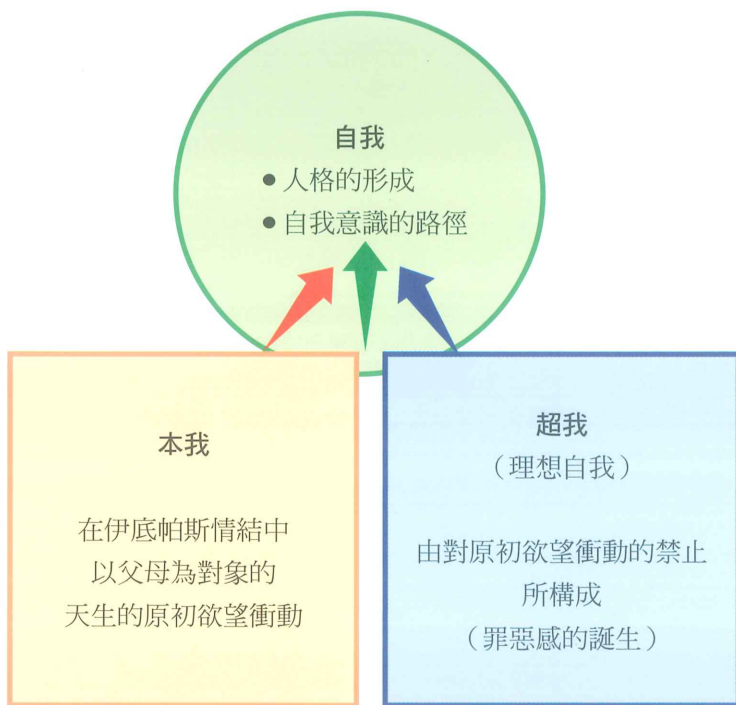 自我
● 人格的形成
● 自我意識的路徑
本我
在伊底帕斯情結中
以父母為對象的
天生的原初欲望衝動
超我
（理想自我）
由對原初欲望衝動的禁止
所構成
（罪惡感的誕生）